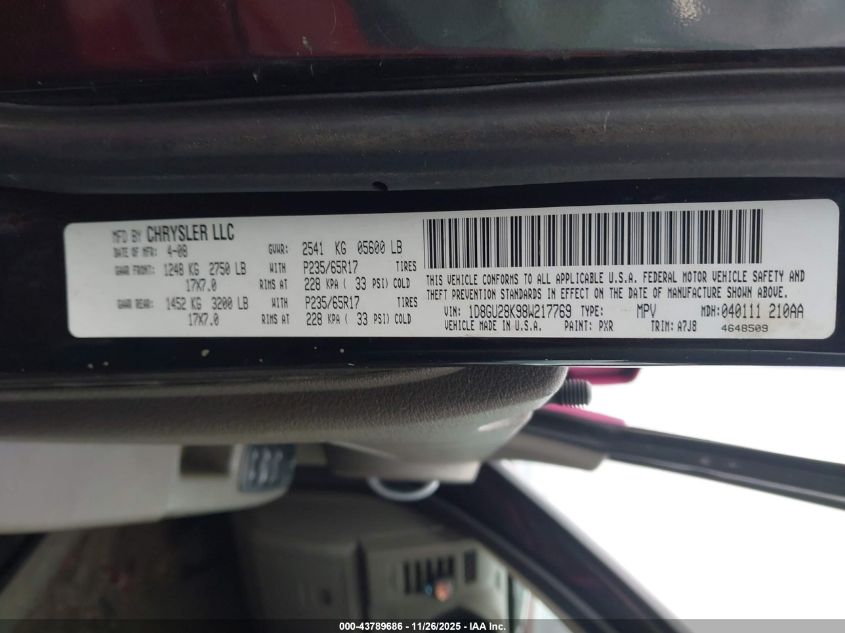 MFD BY CHRYSLER LLC
DATE OF MFR: 4-08 GVWR: 2541 KG 05600 LB
GAWR FRONT: 1248 KG 2750 LB WITH P235/65R17 TIRES
17X7.0 RIMS AT 228 KPA ( 33 PSI) COLD
GAWR REAR: 1452 KG 3200 LB WITH P235/65R17 TIRES
17X7.0 RIMS AT 228 KPA ( 33 PSI) COLD
THIS VEHICLE CONFORMS TO ALL APPLICABLE U.S.A. FEDERAL MOTOR VEHICLE SAFETY AND
THEFT PREVENTION STANDARDS IN EFFECT ON THE DATE OF MANUFACTURE SHOWN ABOVE.
VIN: 1D8GU28K98W217769 TYPE: MPV MDH: 040111 210AA
VEHICLE MADE IN U.S.A. PAINT: PXR TRIM: A7J8 4648509
000-43789686 - 11/26/2025 - IAA Inc.